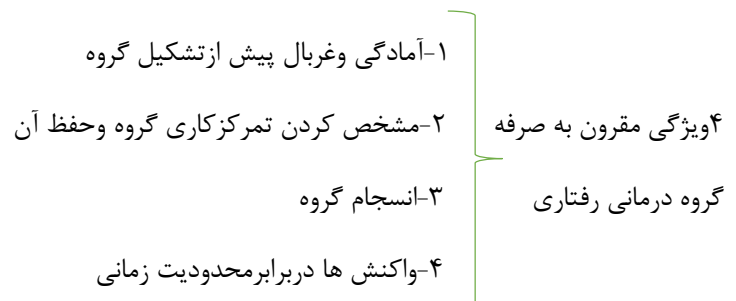 ۴ویژگی مقرون به صرفه
گروه درمانی رفتاری
۱-آمادگی وغربال پیش ازتشکیل گروه
۲-مشخص کردن تمرکزکاری گروه وحفظ آن
۳-انسجام گروه
۴-واکنش ها دربرابرمحدودیت زمانی